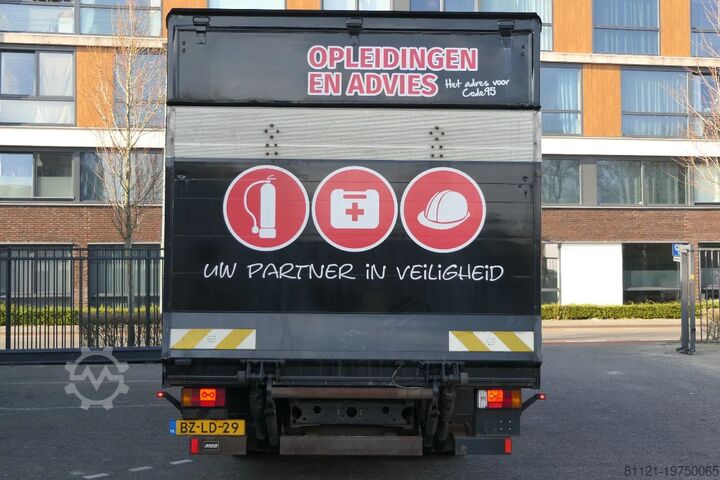 OPLEIDINGEN
EN ADVIES
Het adres voor
Code95
UW PARTNER IN VEILIGHEID
BZ-LD-29
81121-19750065